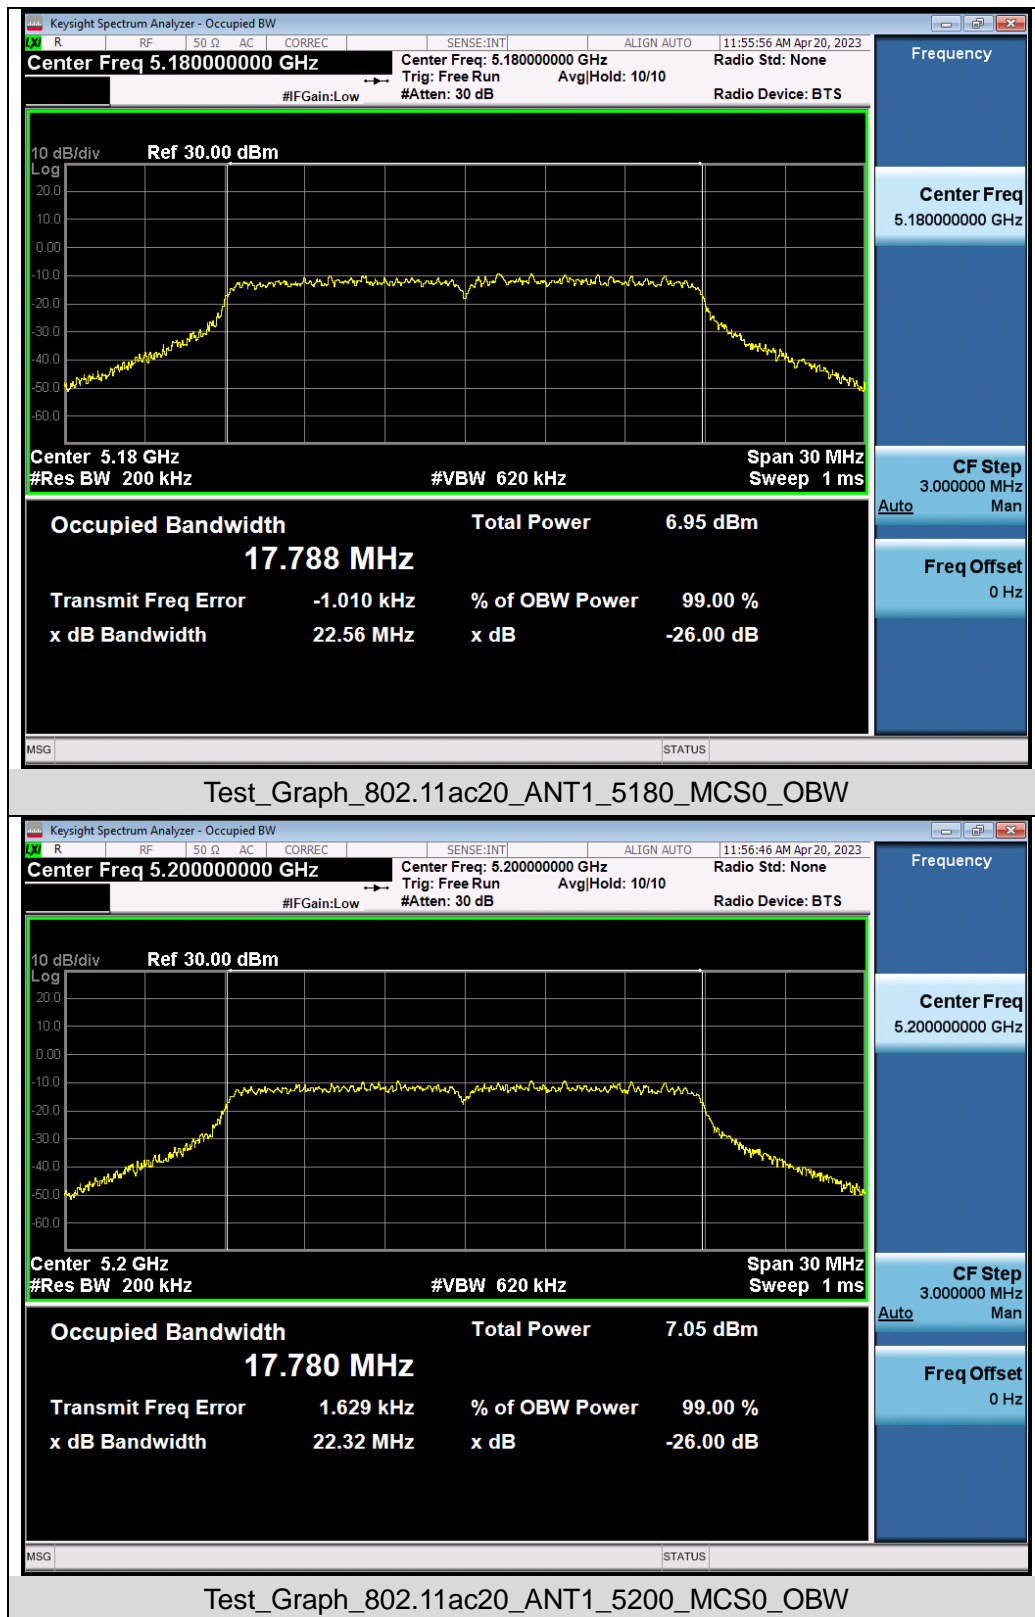 Keysight Spectrum Analyzer - Occupied BW
LXI R RF 50 Ω AC CORREC SENSE:INT ALIGN AUTO 11:55:56 AM Apr 20, 2023
Center Freq 5.180000000 GHz Center Freq: 5.180000000 GHz Radio Std: None
Trig: Free Run Avg|Hold: 10/10
#IFGain:Low #Atten: 30 dB Radio Device: BTS
10 dB/div Ref 30.00 dBm
Log
20.0
10.0
0.00
-10.0
-20.0
-30.0
-40.0
-50.0
-60.0
Center 5.18 GHz Span 30 MHz
#Res BW 200 kHz #VBW 620 kHz Sweep 1 ms
Occupied Bandwidth Total Power 6.95 dBm
17.788 MHz
Transmit Freq Error -1.010 kHz % of OBW Power 99.00 %
x dB Bandwidth 22.56 MHz x dB -26.00 dB
MSG STATUS
Frequency
Center Freq
5.180000000 GHz
CF Step
3.000000 MHz
Auto Man
Freq Offset
0 Hz
Test_Graph_802.11ac20_ANT1_5180_MCS0_OBW
Keysight Spectrum Analyzer - Occupied BW
LXI R RF 50 Ω AC CORREC SENSE:INT ALIGN AUTO 11:56:46 AM Apr 20, 2023
Center Freq 5.200000000 GHz Center Freq: 5.200000000 GHz Radio Std: None
Trig: Free Run Avg|Hold: 10/10
#IFGain:Low #Atten: 30 dB Radio Device: BTS
10 dB/div Ref 30.00 dBm
Log
20.0
10.0
0.00
-10.0
-20.0
-30.0
-40.0
-50.0
-60.0
Center 5.2 GHz Span 30 MHz
#Res BW 200 kHz #VBW 620 kHz Sweep 1 ms
Occupied Bandwidth Total Power 7.05 dBm
17.780 MHz
Transmit Freq Error 1.629 kHz % of OBW Power 99.00 %
x dB Bandwidth 22.32 MHz x dB -26.00 dB
MSG STATUS
Frequency
Center Freq
5.200000000 GHz
CF Step
3.000000 MHz
Auto Man
Freq Offset
0 Hz
Test_Graph_802.11ac20_ANT1_5200_MCS0_OBW